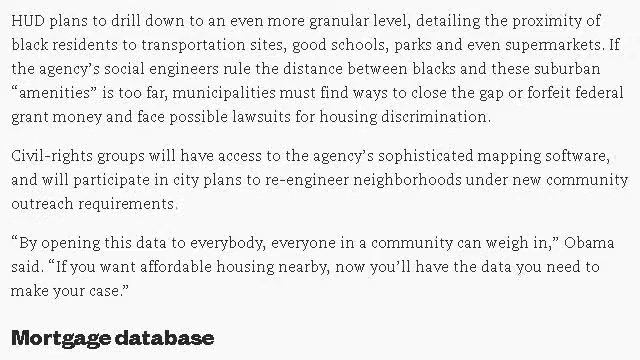 HUD plans to drill down to an even more granular level, detailing the proximity of
black residents to transportation sites, good schools, parks and even supermarkets. If
the agency’s social engineers rule the distance between blacks and these suburban
“amenities” is too far, municipalities must find ways to close the gap or forfeit federal
grant money and face possible lawsuits for housing discrimination.
Civil-rights groups will have access to the agency’s sophisticated mapping software,
and will participate in city plans to re-engineer neighborhoods under new community
outreach requirements.
“By opening this data to everybody, everyone in a community can weigh in,” Obama
said. “If you want affordable housing nearby, now you’ll have the data you need to
make your case.”
Mortgage database